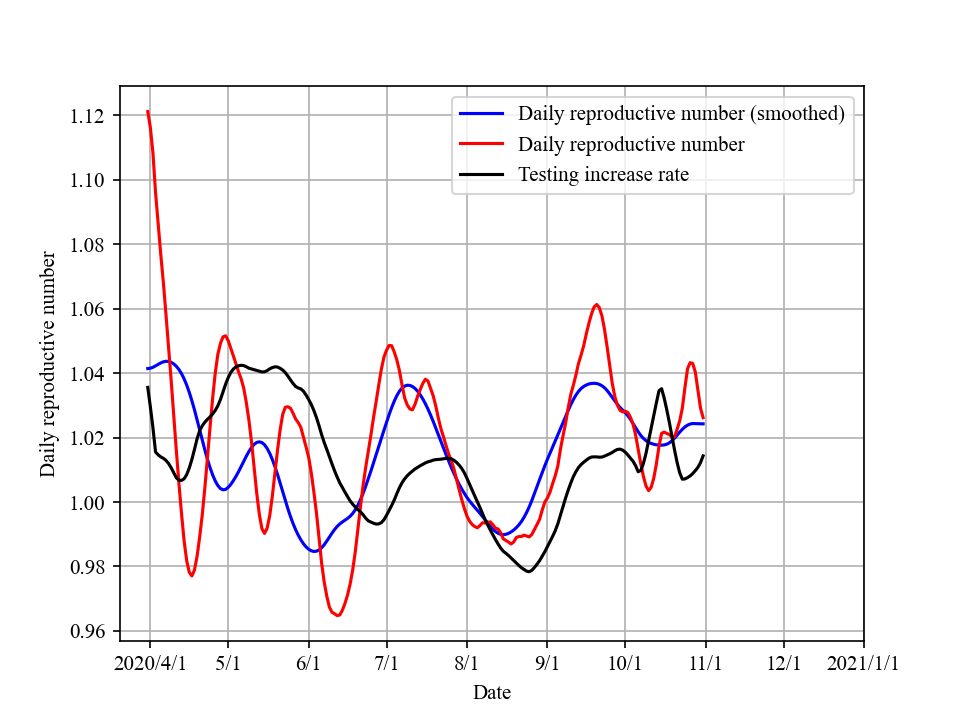 Daily reproductive number (smoothed)
Daily reproductive number
Testing increase rate
1.12
1.10
1.08
1.06
1.04
1.02
1.00
0.98
0.96
Daily reproductive number
2020/4/1 5/1 6/1 7/1 8/1 9/1 10/1 11/1 12/1 2021/1/1
Date